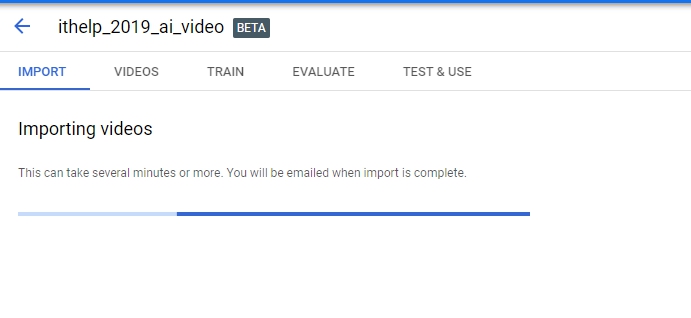 ithelp_2019_ai_video BETA
IMPORT VIDEOS TRAIN EVALUATE TEST & USE
Importing videos
This can take several minutes or more. You will be emailed when import is complete.